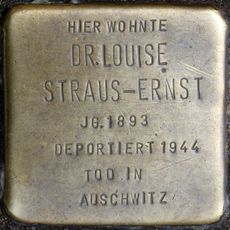 HIER WOHNTE
DR. LOUISE
STRAUS-ERNST
JG. 1893
DEPORTIERT 1944
TOD IN
AUSCHWITZ